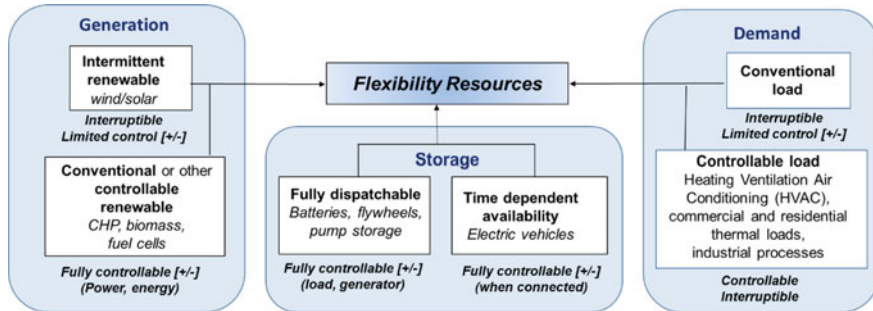 Generation
Intermittent
renewable
wind/solar
Interruptible
Limited control [+/-]
Conventional or other
controllable
renewable
CHP, biomass,
fuel cells
Fully controllable [+/-]
(Power, energy)
Flexibility Resources
Storage
Fully dispatchable
Batteries, flywheels,
pump storage
Fully controllable [+/-]
(load, generator)
Time dependent
availability
Electric vehicles
Fully controllable [+/-]
(when connected)
Demand
Conventional
load
Interruptible
Limited control [+/-]
Controllable load
Heating Ventilation Air
Conditioning (HVAC),
commercial and residential
thermal loads,
industrial processes
Controllable
Interruptible